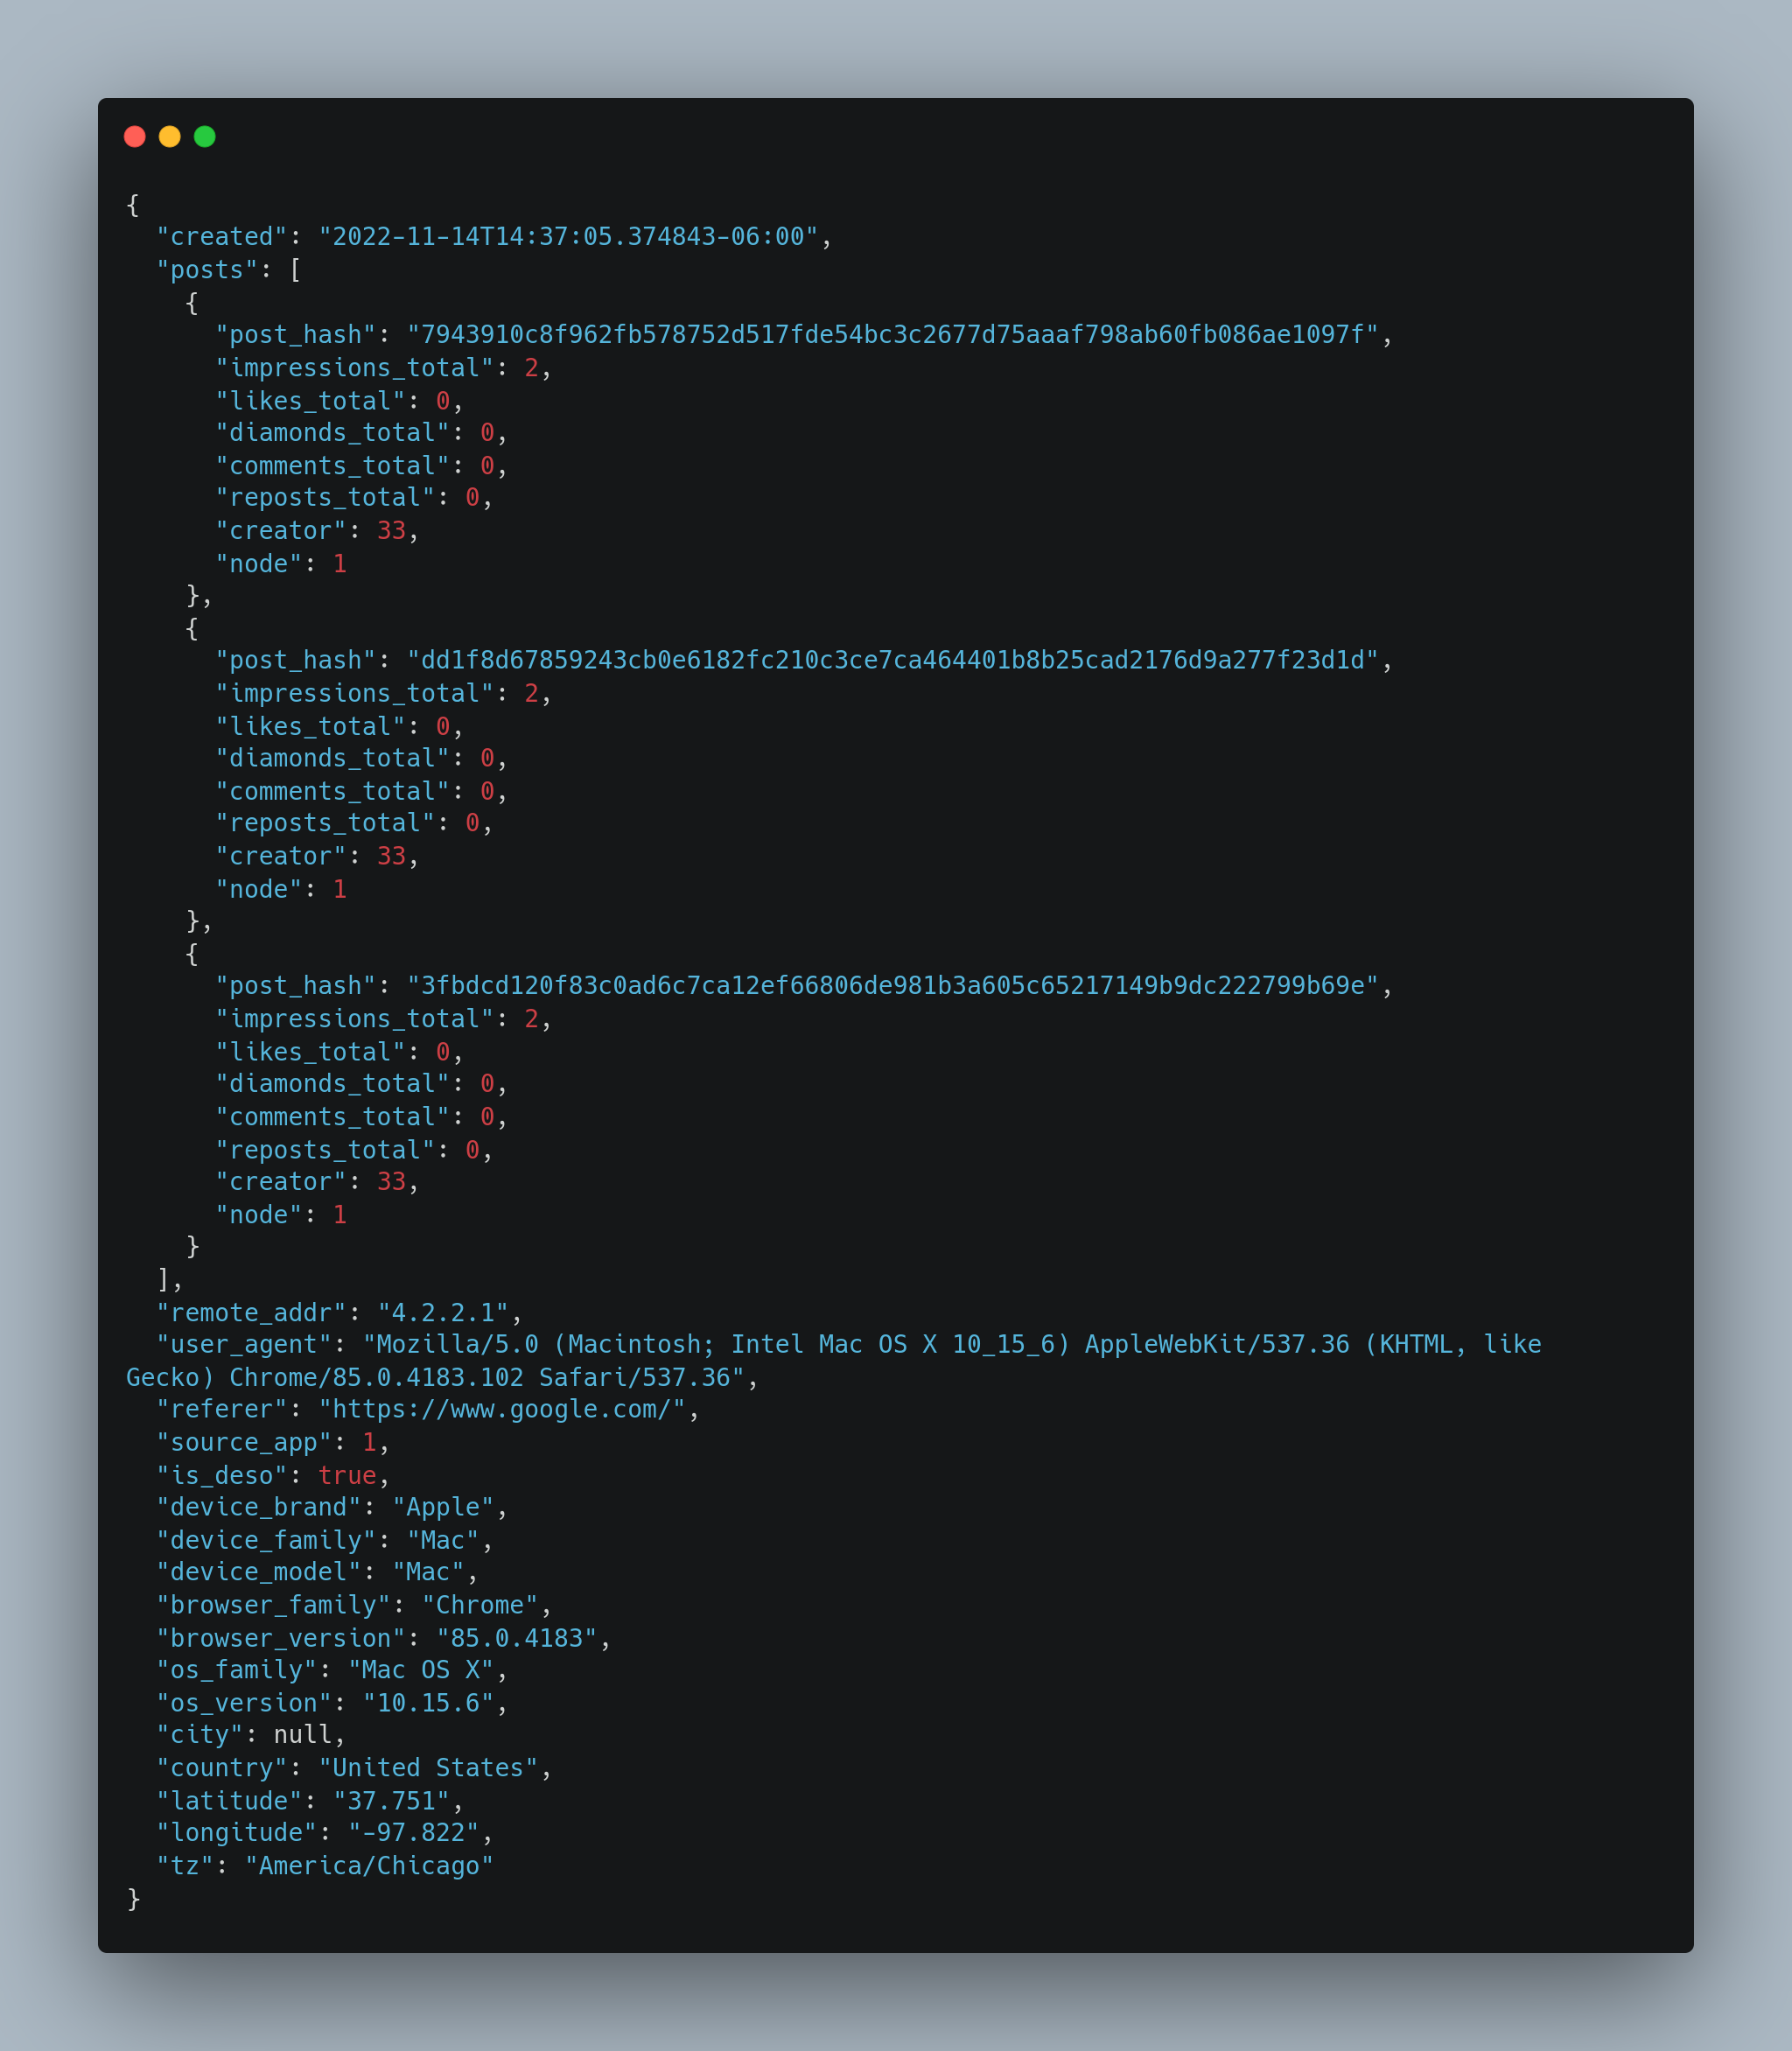 {
  "created": "2022-11-14T14:37:05.374843-06:00",
  "posts": [
    {
      "post_hash": "7943910c8f962fb578752d517fde54bc3c2677d75aaaf798ab60fb086ae1097f",
      "impressions_total": 2,
      "likes_total": 0,
      "diamonds_total": 0,
      "comments_total": 0,
      "reposts_total": 0,
      "creator": 33,
      "node": 1
    },
    {
      "post_hash": "dd1f8d67859243cb0e6182fc210c3ce7ca464401b8b25cad2176d9a277f23d1d",
      "impressions_total": 2,
      "likes_total": 0,
      "diamonds_total": 0,
      "comments_total": 0,
      "reposts_total": 0,
      "creator": 33,
      "node": 1
    },
    {
      "post_hash": "3fbdcd120f83c0ad6c7ca12ef66806de981b3a605c65217149b9dc222799b69e",
      "impressions_total": 2,
      "likes_total": 0,
      "diamonds_total": 0,
      "comments_total": 0,
      "reposts_total": 0,
      "creator": 33,
      "node": 1
    }
  ],
  "remote_addr": "4.2.2.1",
  "user_agent": "Mozilla/5.0 (Macintosh; Intel Mac OS X 10_15_6) AppleWebKit/537.36 (KHTML, like
Gecko) Chrome/85.0.4183.102 Safari/537.36",
  "referer": "https://www.google.com/",
  "source_app": 1,
  "is_deso": true,
  "device_brand": "Apple",
  "device_family": "Mac",
  "device_model": "Mac",
  "browser_family": "Chrome",
  "browser_version": "85.0.4183",
  "os_family": "Mac OS X",
  "os_version": "10.15.6",
  "city": null,
  "country": "United States",
  "latitude": "37.751",
  "longitude": "-97.822",
  "tz": "America/Chicago"
}